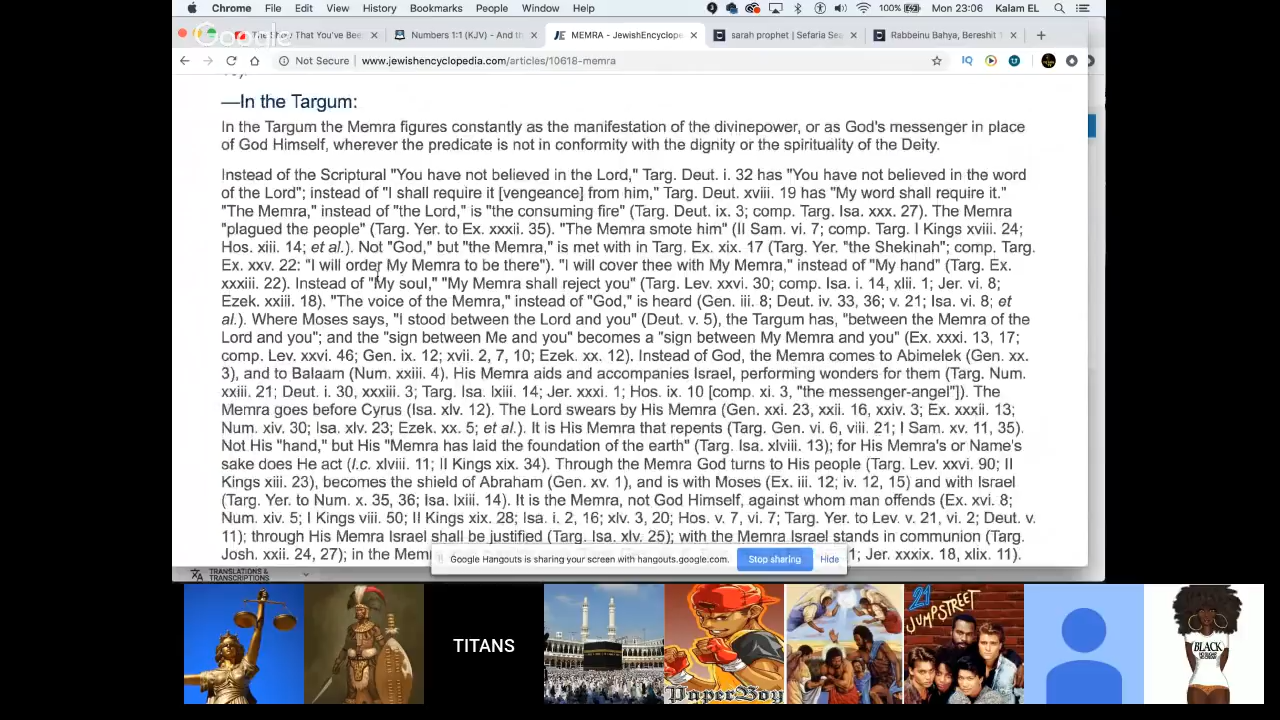 Chrome File Edit View History Bookmarks People Window Help 100% Mon 23:06 Kalam EL
Google
The Show That You've Bee Numbers 1:1 (KJV) - And th MEMRA - JewishEncyclope sarah prophet | Sefaria Sea Rabbeinu Bahya, Bereshit 1
Not Secure www.jewishencyclopedia.com/articles/10618-memra IQ
—In the Targum:
In the Targum the Memra figures constantly as the manifestation of the divinepower, or as God's messenger in place
of God Himself, wherever the predicate is not in conformity with the dignity or the spirituality of the Deity.
Instead of the Scriptural "You have not believed in the Lord," Targ. Deut. i. 32 has "You have not believed in the word
of the Lord"; instead of "I shall require it [vengeance] from him," Targ. Deut. xviii. 19 has "My word shall require it."
"The Memra," instead of "the Lord," is "the consuming fire" (Targ. Deut. ix. 3; comp. Targ. Isa. xxx. 27). The Memra
"plagued the people" (Targ. Yer. to Ex. xxxii. 35). "The Memra smote him" (II Sam. vi. 7; comp. Targ. I Kings xviii. 24;
Hos. xiii. 14; et al.). Not "God," but "the Memra," is met with in Targ. Ex. xix. 17 (Targ. Yer. "the Shekinah"; comp. Targ.
Ex. xxv. 22: "I will order My Memra to be there"). "I will cover thee with My Memra," instead of "My hand" (Targ. Ex.
xxxiii. 22). Instead of "My soul," "My Memra shall reject you" (Targ. Lev. xxvi. 30; comp. Isa. i. 14, xlii. 1; Jer. vi. 8;
Ezek. xxiii. 18). "The voice of the Memra," instead of "God," is heard (Gen. iii. 8; Deut. iv. 33, 36; v. 21; Isa. vi. 8; et
al.). Where Moses says, "I stood between the Lord and you" (Deut. v. 5), the Targum has, "between the Memra of the
Lord and you"; and the "sign between Me and you" becomes a "sign between My Memra and you" (Ex. xxxi. 13, 17;
comp. Lev. xxvi. 46; Gen. ix. 12; xvii. 2, 7, 10; Ezek. xx. 12). Instead of God, the Memra comes to Abimelek (Gen. xx.
3), and to Balaam (Num. xxiii. 4). His Memra aids and accompanies Israel, performing wonders for them (Targ. Num.
xxiii. 21; Deut. i. 30, xxxiii. 3; Targ. Isa. lxiii. 14; Jer. xxxi. 1; Hos. ix. 10 [comp. xi. 3, "the messenger-angel"]). The
Memra goes before Cyrus (Isa. xlv. 12). The Lord swears by His Memra (Gen. xxi. 23, xxii. 16, xxiv. 3; Ex. xxxii. 13;
Num. xiv. 30; Isa. xlv. 23; Ezek. xx. 5; et al.). It is His Memra that repents (Targ. Gen. vi. 6, viii. 21; I Sam. xv. 11, 35).
Not His "hand," but His "Memra has laid the foundation of the earth" (Targ. Isa. xlviii. 13); for His Memra's or Name's
sake does He act (l.c. xlviii. 11; II Kings xix. 34). Through the Memra God turns to His people (Targ. Lev. xxvi. 90; II
Kings xiii. 23), becomes the shield of Abraham (Gen. xv. 1), and is with Moses (Ex. iii. 12; iv. 12, 15) and with Israel
(Targ. Yer. to Num. x. 35, 36; Isa. lxiii. 14). It is the Memra, not God Himself, against whom man offends (Ex. xvi. 8;
Num. xiv. 5; I Kings viii. 50; II Kings xix. 28; Isa. i. 2, 16; xlv. 3, 20; Hos. v. 7, vi. 7; Targ. Yer. to Lev. v. 21, vi. 2; Deut. v.
11); through His Memra Israel shall be justified (Targ. Isa. xlv. 25); with the Memra Israel stands in communion (Targ.
Josh. xxii. 24, 27); in the Mem 1; Jer. xxxix. 18, xlix. 11).
Google Hangouts is sharing your screen with hangouts.google.com. Stop sharing Hide
TRANSLATIONS &
TRANSCRIPTIONS
TITANS
PaperBoy
21
JUMPSTREET
BLACK